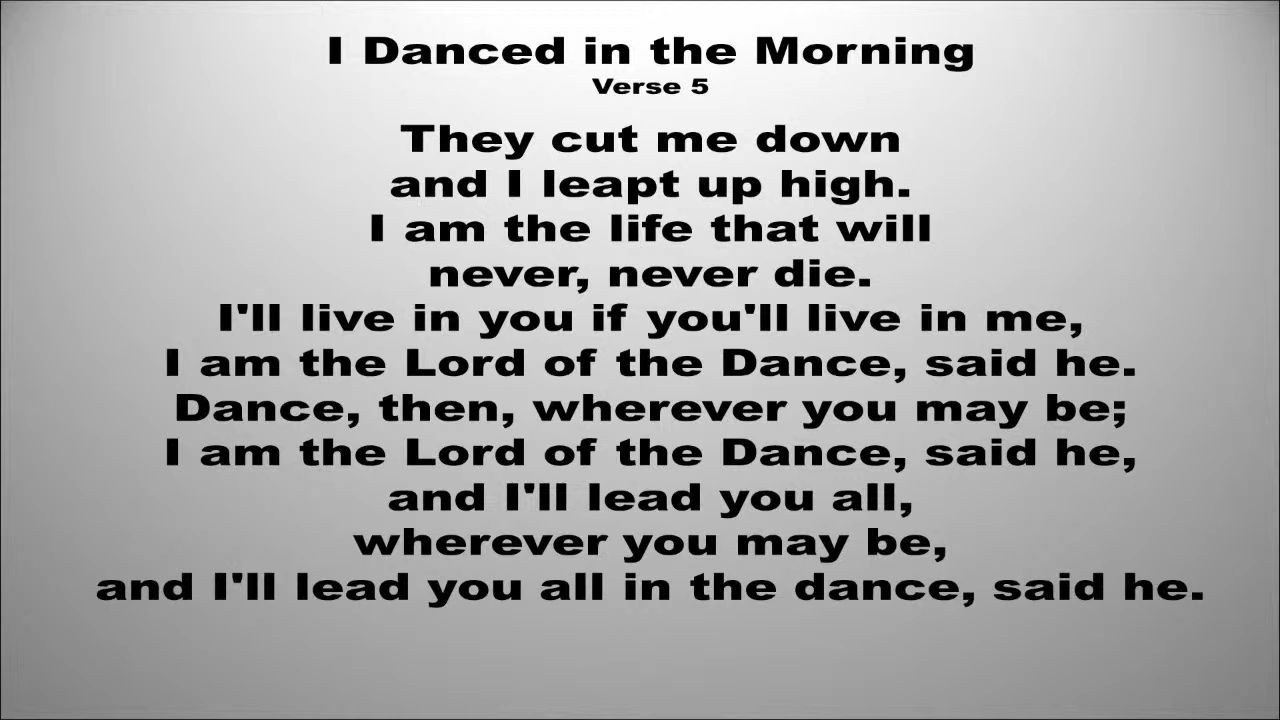 I Danced in the Morning
Verse 5
They cut me down
and I leapt up high.
I am the life that will
never, never die.
I'll live in you if you'll live in me,
I am the Lord of the Dance, said he.
Dance, then, wherever you may be;
I am the Lord of the Dance, said he,
and I'll lead you all,
wherever you may be,
and I'll lead you all in the dance, said he.